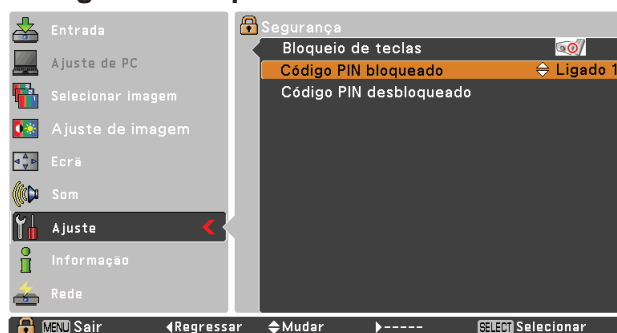 Entrada
Ajuste de PC
Selecionar imagem
Ajuste de imagem
Ecrã
Som
Ajuste
Informação
Rede
Segurança
Bloqueio de teclas
Código PIN bloqueado Ligado 1
Código PIN desbloqueado
MENU Sair Regressar Mudar ----- SELECT Selecionar